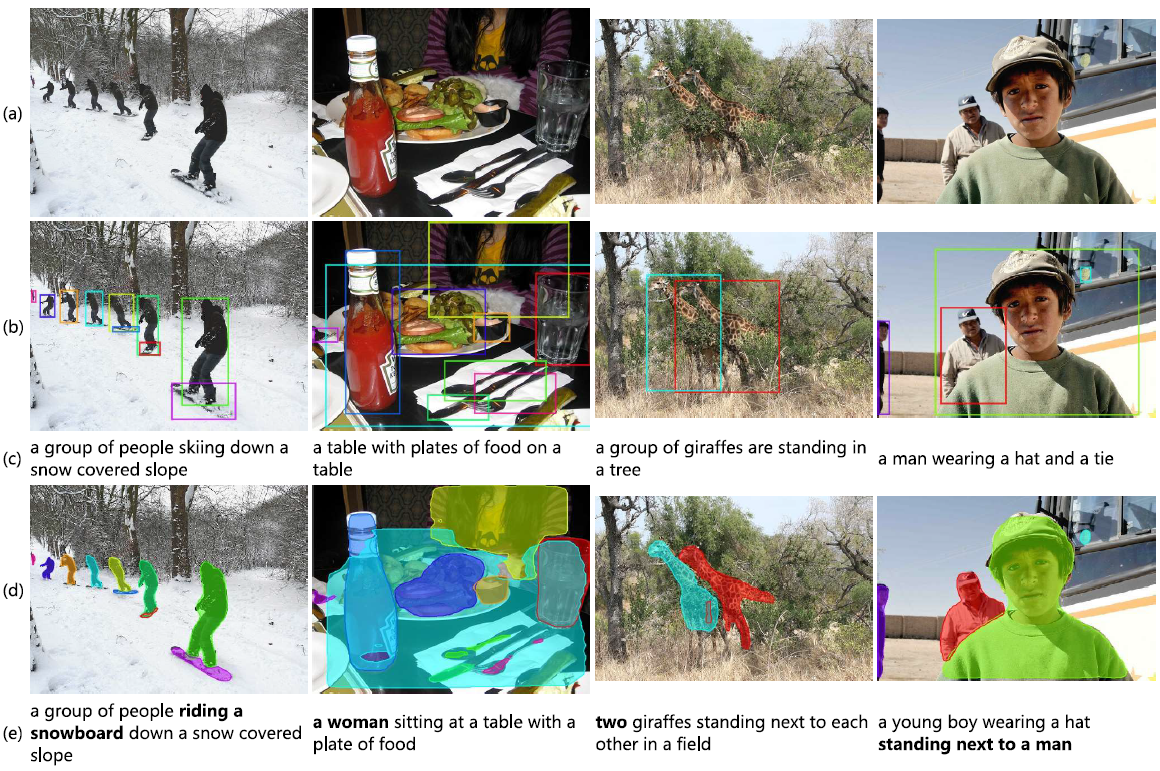 (a)
(b)
(c)
a group of people skiing down a
snow covered slope
a table with plates of food on a
table
a group of giraffes are standing in
a tree
a man wearing a hat and a tie
(d)
(e)
a group of people riding a
snowboard down a snow covered
slope
a woman sitting at a table with a
plate of food
two giraffes standing next to each
other in a field
a young boy wearing a hat
standing next to a man